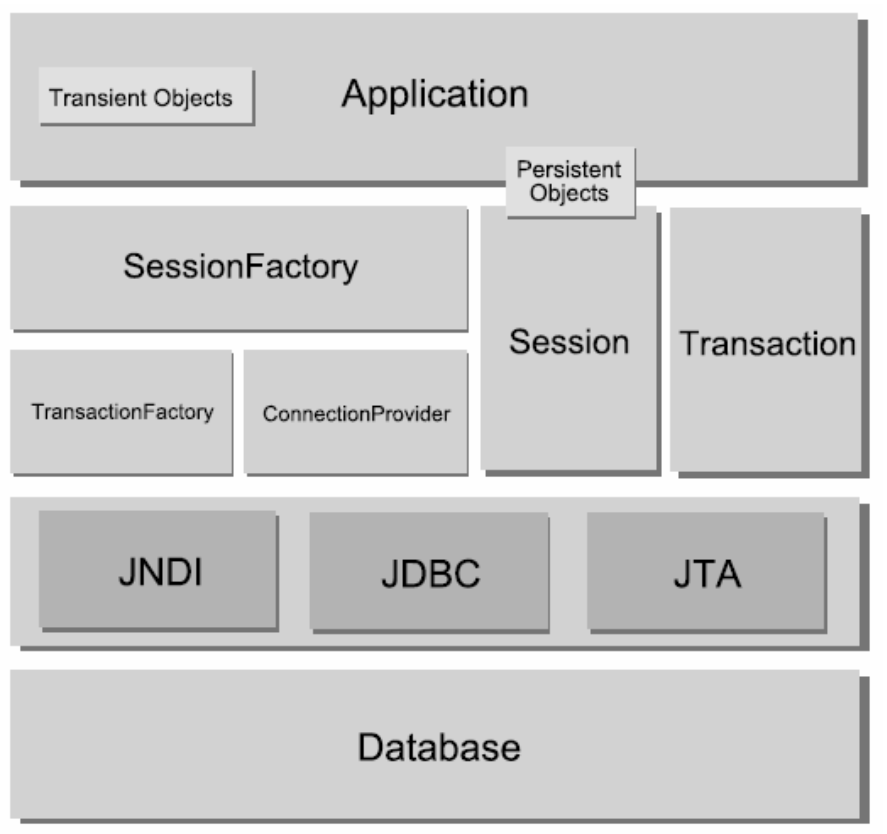 Transient Objects
Application
Persistent
Objects
SessionFactory
Session
Transaction
TransactionFactory
ConnectionProvider
JNDI
JDBC
JTA
Database